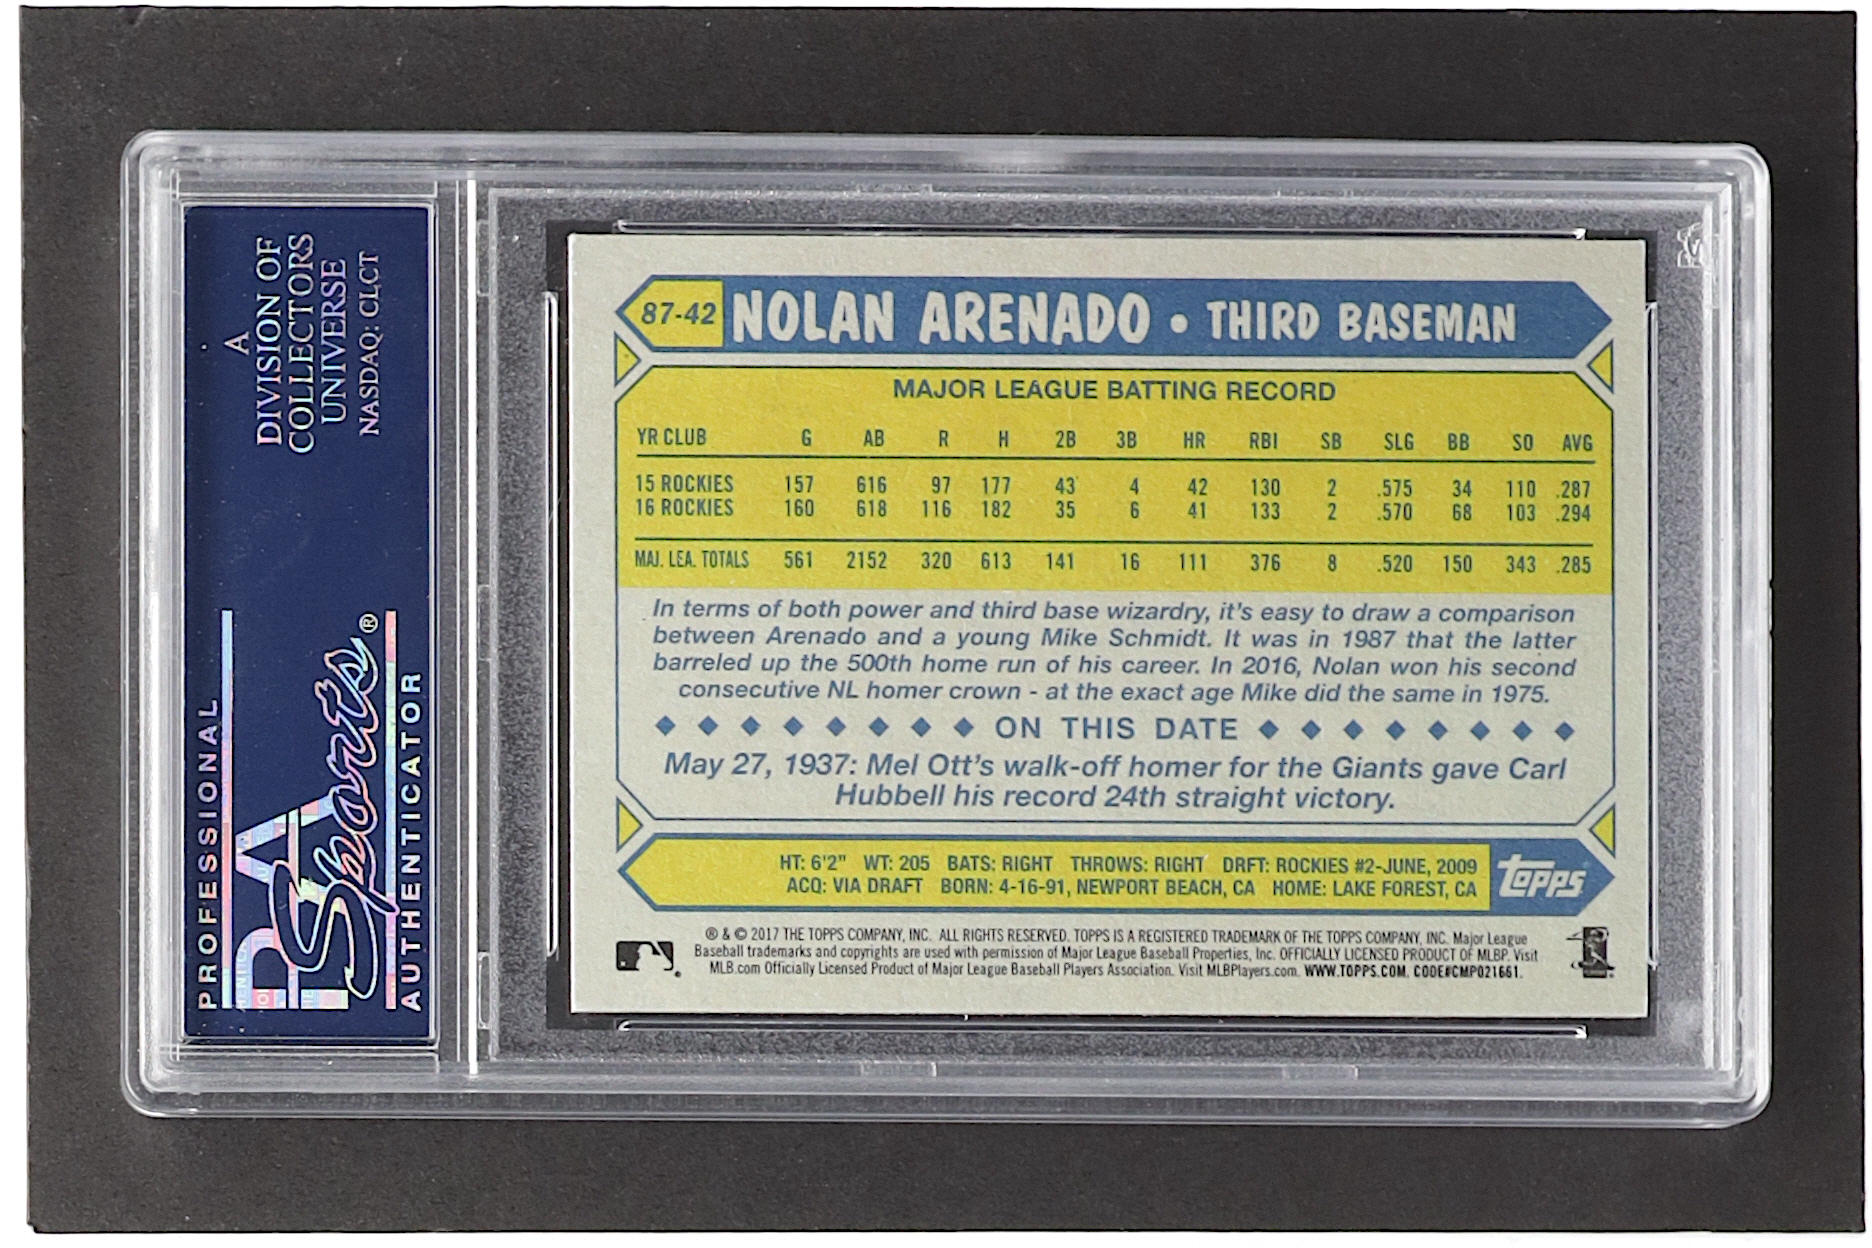 A
DIVISION OF
COLLECTORS
UNIVERSE
NASDAQ: CLCT
PROFESSIONAL
PSA
Sports®
AUTHENTICATOR
87-42 NOLAN ARENADO • THIRD BASEMAN
MAJOR LEAGUE BATTING RECORD
YR CLUB G AB R H 2B 3B HR RBI SB SLG BB SO AVG
15 ROCKIES 157 616 97 177 43 4 42 130 2 .575 34 110 .287
16 ROCKIES 160 618 116 182 35 6 41 133 2 .570 68 103 .294
MAJ. LEA. TOTALS 561 2152 320 613 141 16 111 376 8 .520 150 343 .285
In terms of both power and third base wizardry, it's easy to draw a comparison
between Arenado and a young Mike Schmidt. It was in 1987 that the latter
barreled up the 500th home run of his career. In 2016, Nolan won his second
consecutive NL homer crown - at the exact age Mike did the same in 1975.
ON THIS DATE
May 27, 1937: Mel Ott's walk-off homer for the Giants gave Carl
Hubbell his record 24th straight victory.
HT: 6'2" WT: 205 BATS: RIGHT THROWS: RIGHT DRFT: ROCKIES #2-JUNE, 2009
ACQ: VIA DRAFT BORN: 4-16-91, NEWPORT BEACH, CA HOME: LAKE FOREST, CA
topps
® & © 2017 THE TOPPS COMPANY, INC. ALL RIGHTS RESERVED. TOPPS IS A REGISTERED TRADEMARK OF THE TOPPS COMPANY, INC. Major League
Baseball trademarks and copyrights are used with permission of Major League Baseball Properties, Inc. OFFICIALLY LICENSED PRODUCT OF MLBP. Visit
MLB.com Officially Licensed Product of Major League Baseball Players Association. Visit MLBPlayers.com. WWW.TOPPS.COM. CODE#CMP021661.